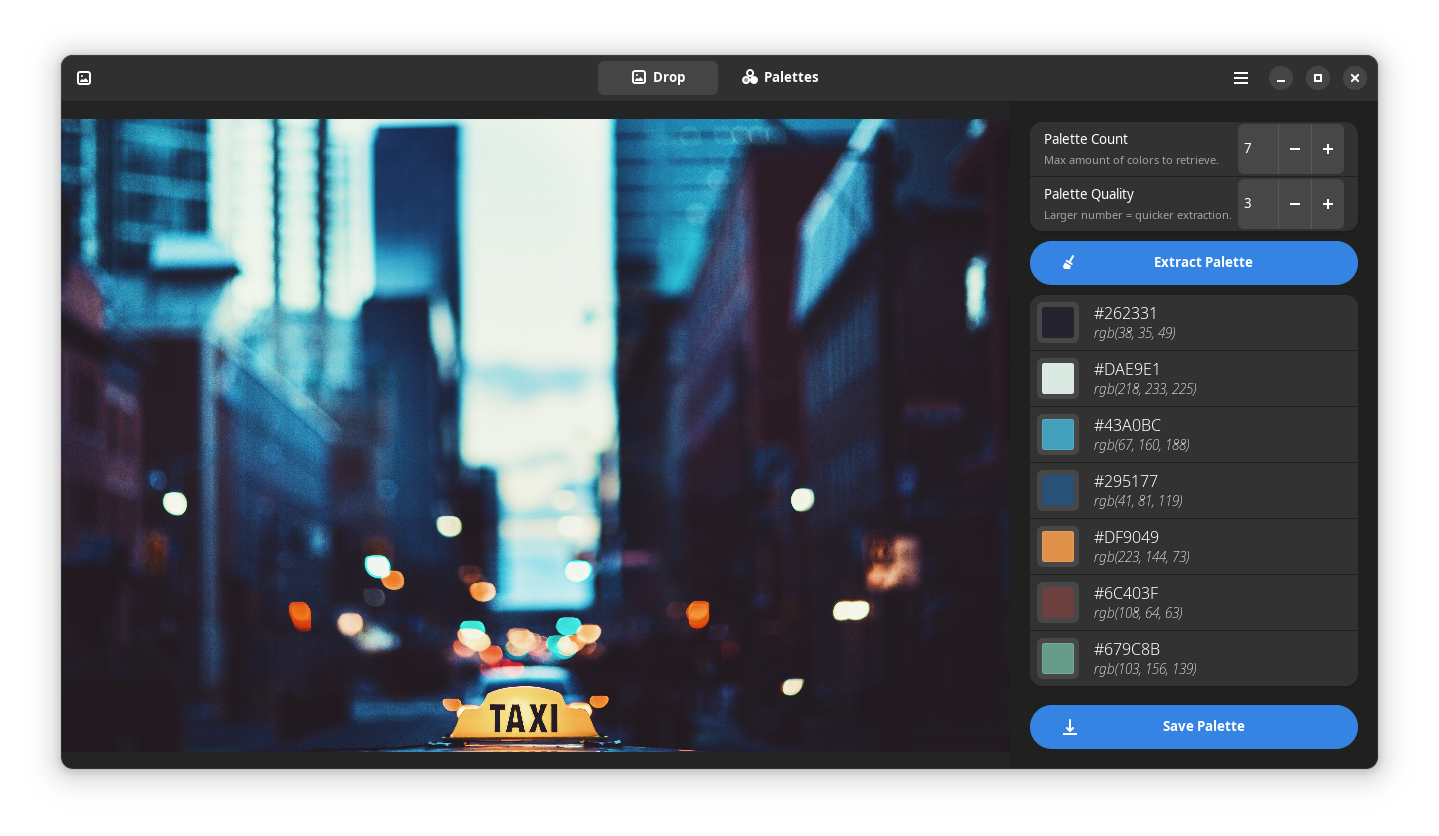 Drop
Palettes
Palette Count
Max amount of colors to retrieve.
7
Palette Quality
Larger number = quicker extraction.
3
Extract Palette
#262331
rgb(38, 35, 49)
#DAE9E1
rgb(218, 233, 225)
#43A0BC
rgb(67, 160, 188)
#295177
rgb(41, 81, 119)
#DF9049
rgb(223, 144, 73)
#6C403F
rgb(108, 64, 63)
#679C8B
rgb(103, 156, 139)
Save Palette
TAXI